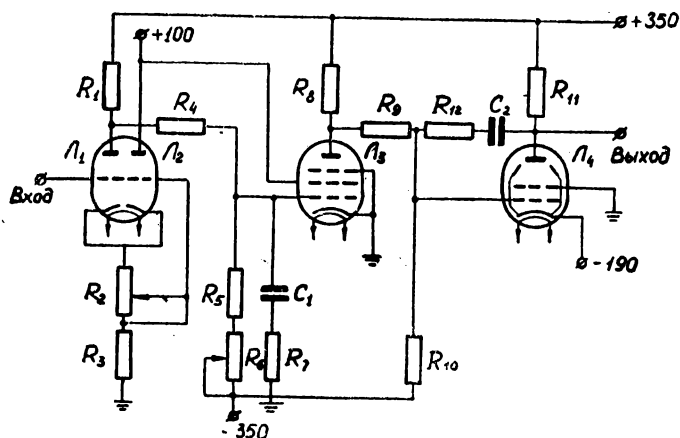 +350
+100
R₁
R₄
R₈
R₉
R₁₂
C₂
R₁₁
Л₁
Л₂
Л₃
Л₄
Вход
Выход
R₂
R₅
C₁
-190
R₃
R₆
R₇
R₁₀
-350